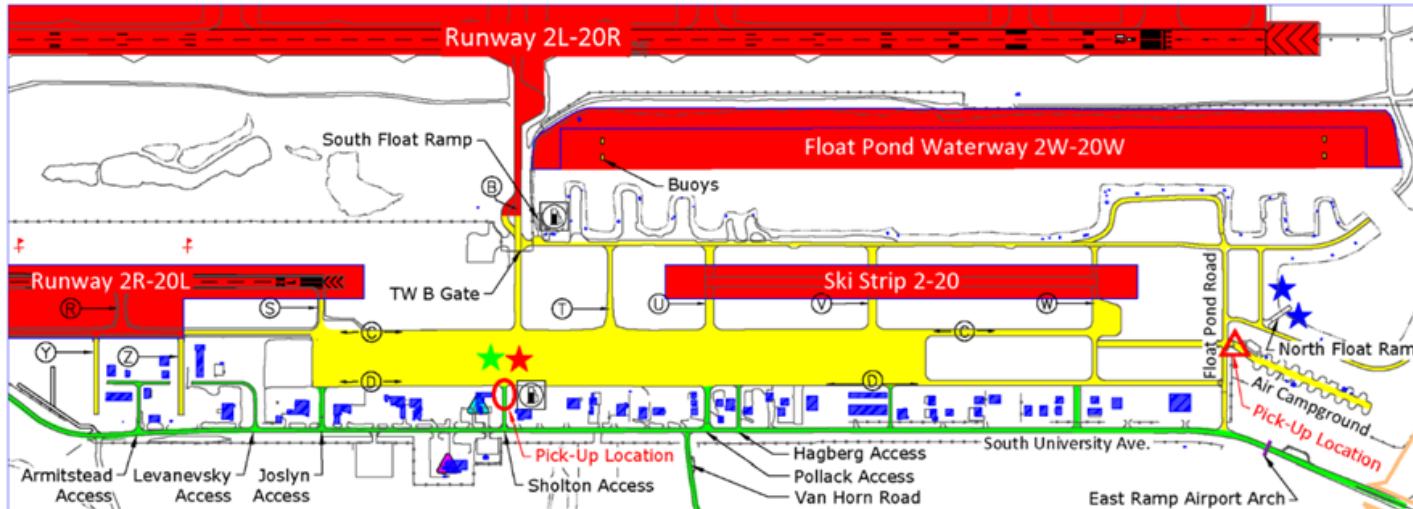 Runway 2L-20R
South Float Ramp
Float Pond Waterway 2W-20W
Buoys
B
Runway 2R-20L
TW B Gate
Ski Strip 2-20
R
S
T
U
V
W
C
C
Y
Z
D
D
Float Pond Road
North Float Ram
Air Campground
Pick-Up Location
South University Ave.
Armitstead
Access
Levanevsky
Access
Joslyn
Access
Pick-Up Location
Sholton Access
Hagberg Access
Pollack Access
Van Horn Road
East Ramp Airport Arch